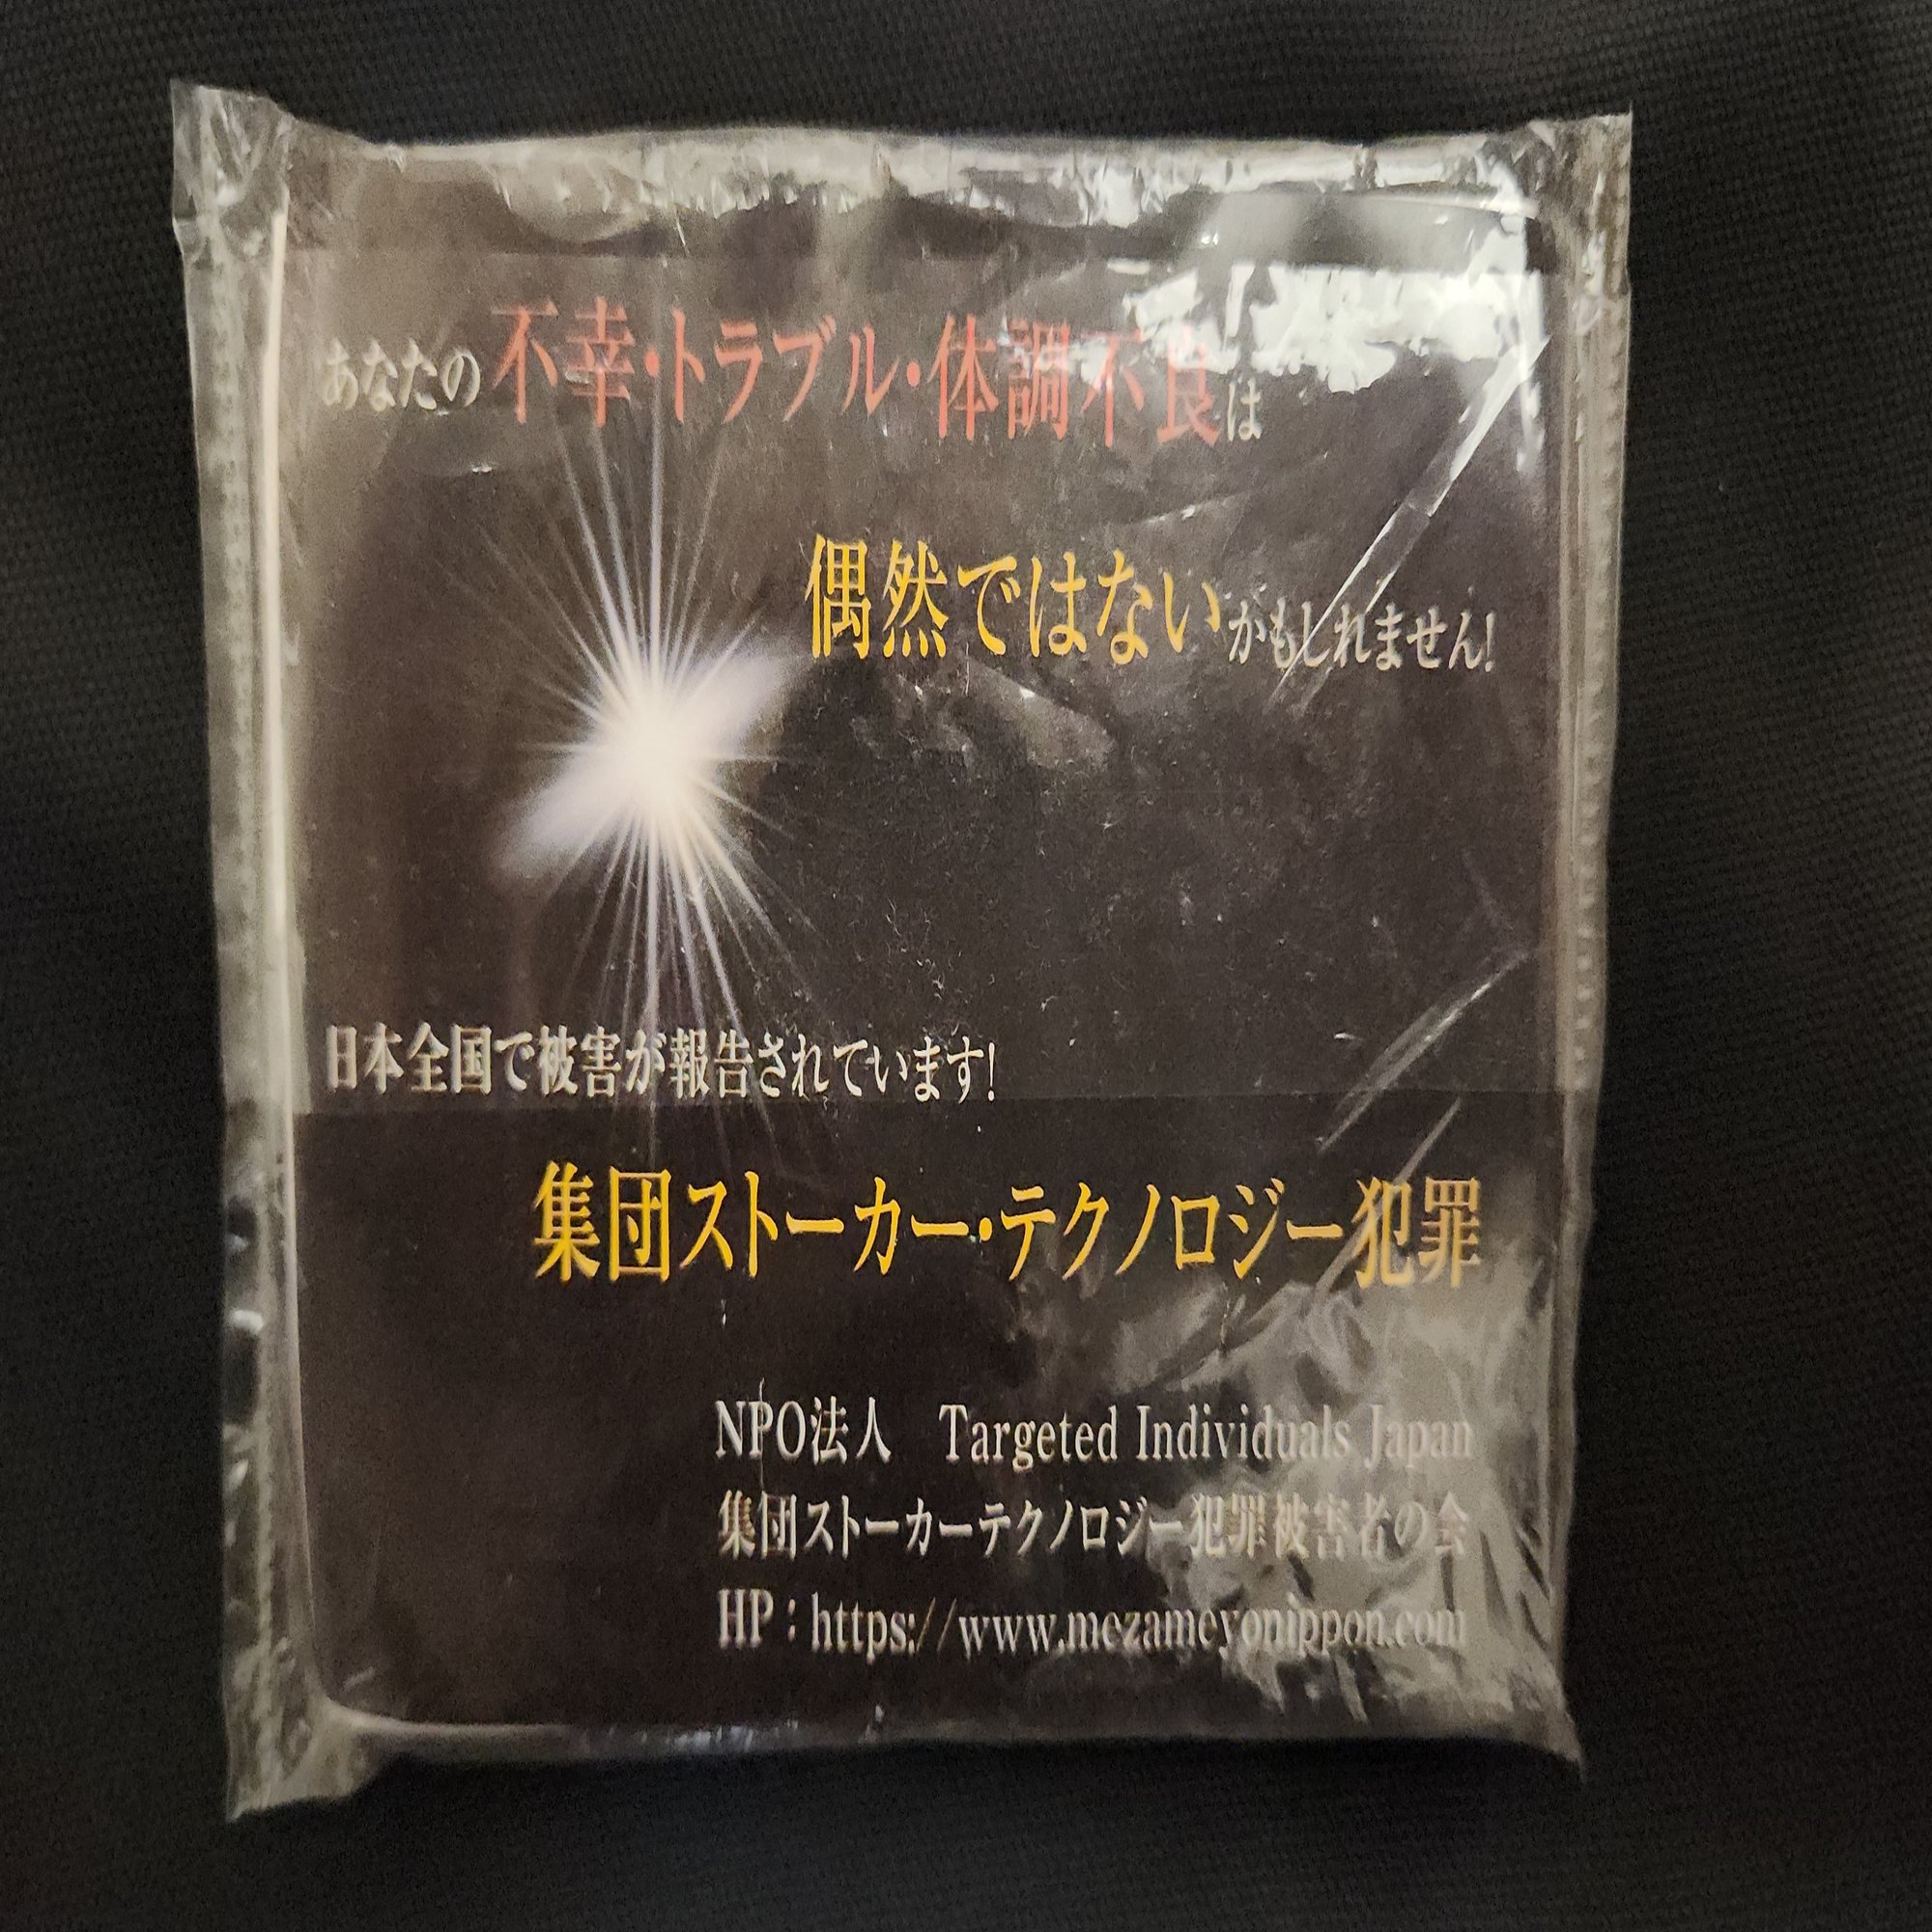 あなたの不幸・トラブル・体調不良は
偶然ではないかもしれません!
日本全国で被害が報告されています!
集団ストーカー・テクノロジー犯罪
NPO法人　Targeted Individuals Japan
集団ストーカーテクノロジー犯罪被害者の会
HP：https://www.mezameyonippon.com